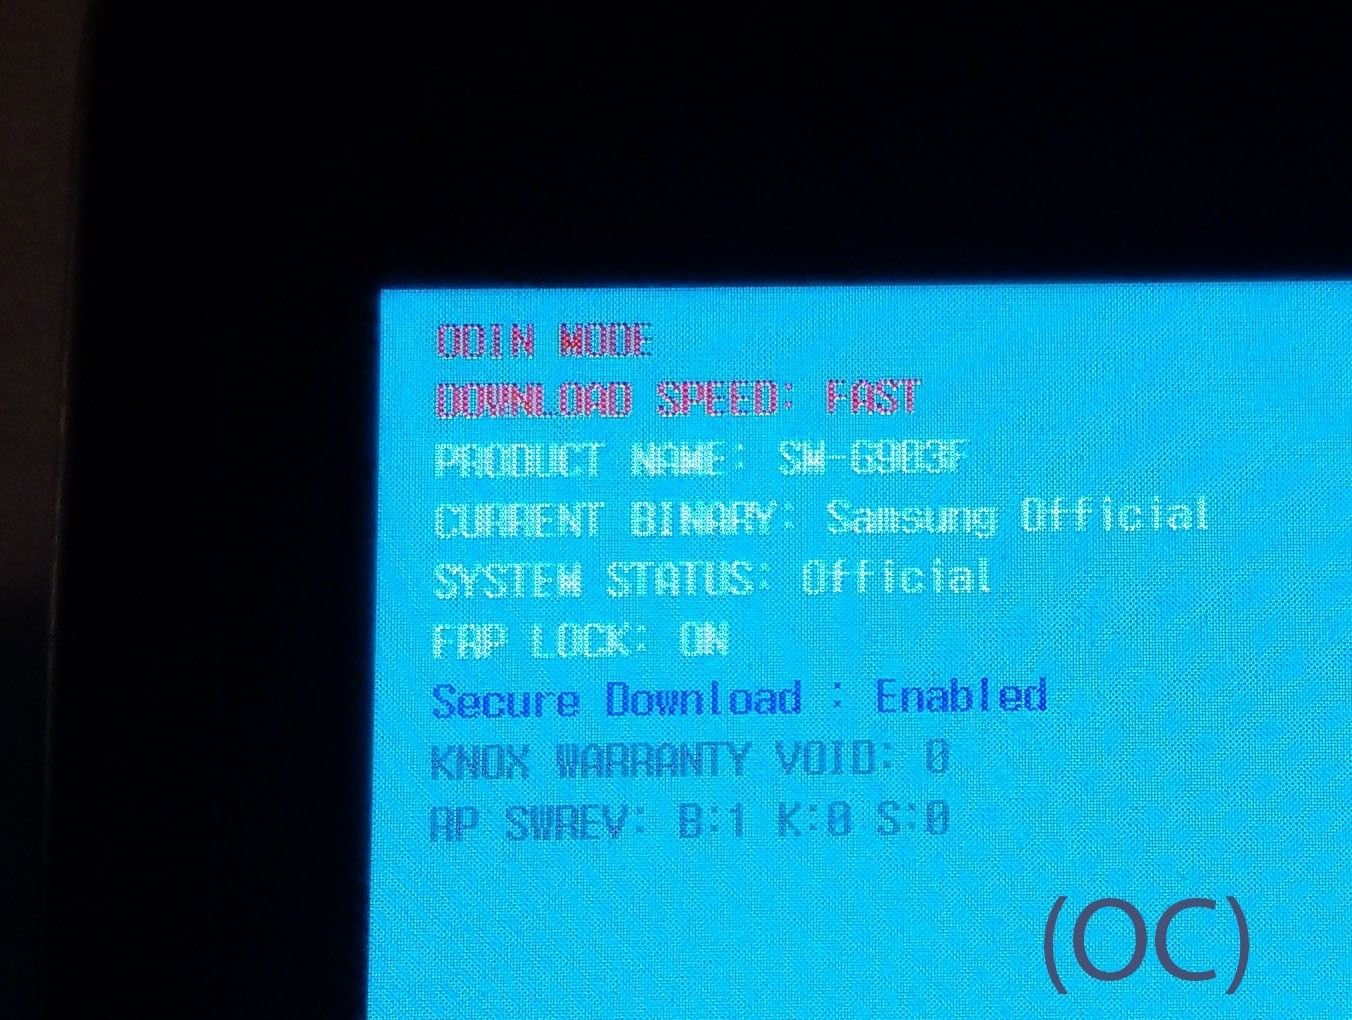 ODIN MODE
DOWNLOAD SPEED: FAST
PRODUCT NAME: SM-G903F
CURRENT BINARY: Samsung Official
SYSTEM STATUS: Official
FAP LOCK: ON
Secure Download : Enabled
KNOX WARRANTY VOID: 0
AP SWREV: B:1 K:0 S:0
(OC)